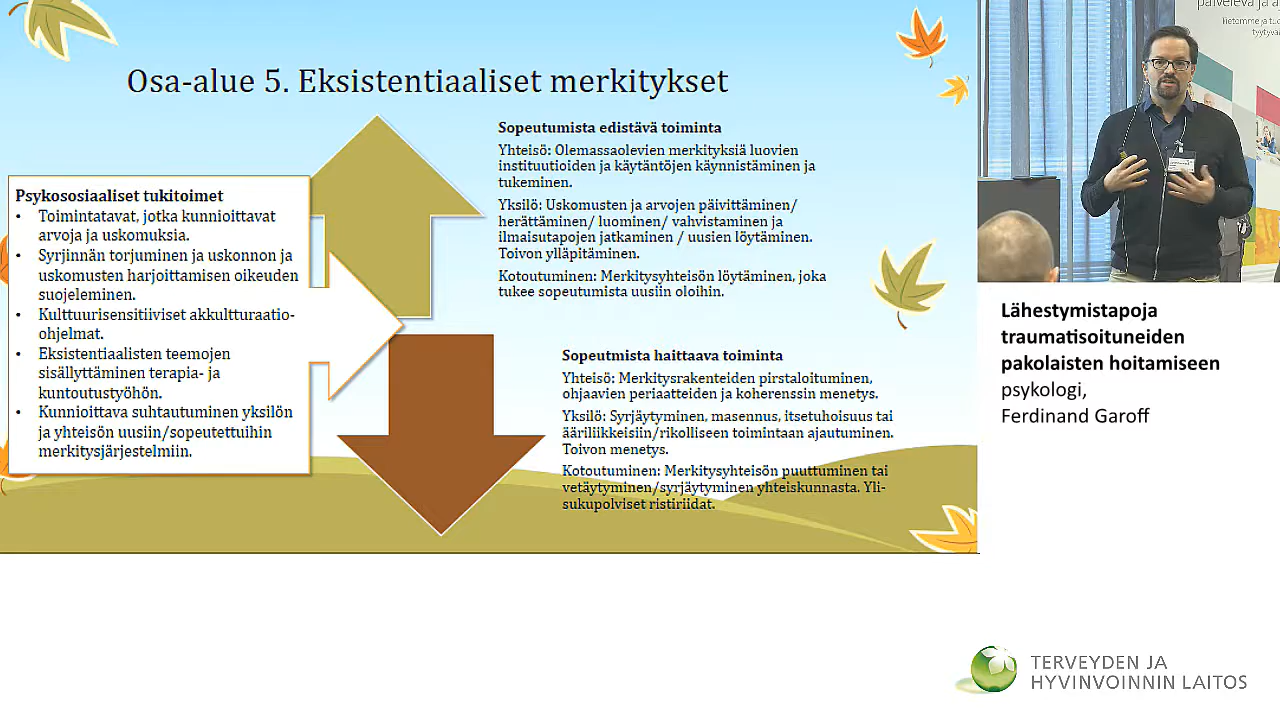 Osa-alue 5. Eksistentiaaliset merkitykset
Psykososiaaliset tukitoimet
• Toimintatavat, jotka kunnioittavat
arvoja ja uskomuksia.
• Syrjinnän torjuminen ja uskonnon ja
uskomusten harjoittamisen oikeuden
suojeleminen.
• Kulttuurisensitiiviset akkulturaatio-
ohjelmat.
• Eksistentiaalisten teemojen
sisällyttäminen terapia- ja
kuntoutustyöhön.
• Kunnioittava suhtautuminen yksilön
ja yhteisön uusiin/sopeutettuihin
merkitysjärjestelmiin.
Sopeutumista edistävä toiminta
Yhteisö: Olemassaolevien merkityksiä luovien
instituutioiden ja käytäntöjen käynnistäminen ja
tukeminen.
Yksilö: Uskomusten ja arvojen päivittäminen/
herättäminen/ luominen/ vahvistaminen ja
ilmaisutapojen jatkaminen / uusien löytäminen.
Toivon ylläpitäminen.
Kotoutuminen: Merkitysyhteisön löytäminen, joka
tukee sopeutumista uusiin oloihin.
Sopeutmista haittaava toiminta
Yhteisö: Merkitysrakenteiden pirstaloituminen,
ohjaavien periaatteiden ja koherenssin menetys.
Yksilö: Syrjäytyminen, masennus, itsetuhoisuus tai
ääriliikkeisiin/rikolliseen toimintaan ajautuminen.
Toivon menetys.
Kotoutuminen: Merkitysyhteisön puuttuminen tai
vetäytyminen/syrjäytyminen yhteiskunnasta. Yli-
sukupolviset ristiriidat.
palveleva ja
Lähestymistapoja
traumatisoituneiden
pakolaisten hoitamiseen
psykologi,
Ferdinand Garoff
TERVEYDEN JA
HYVINVOINNIN LAITOS